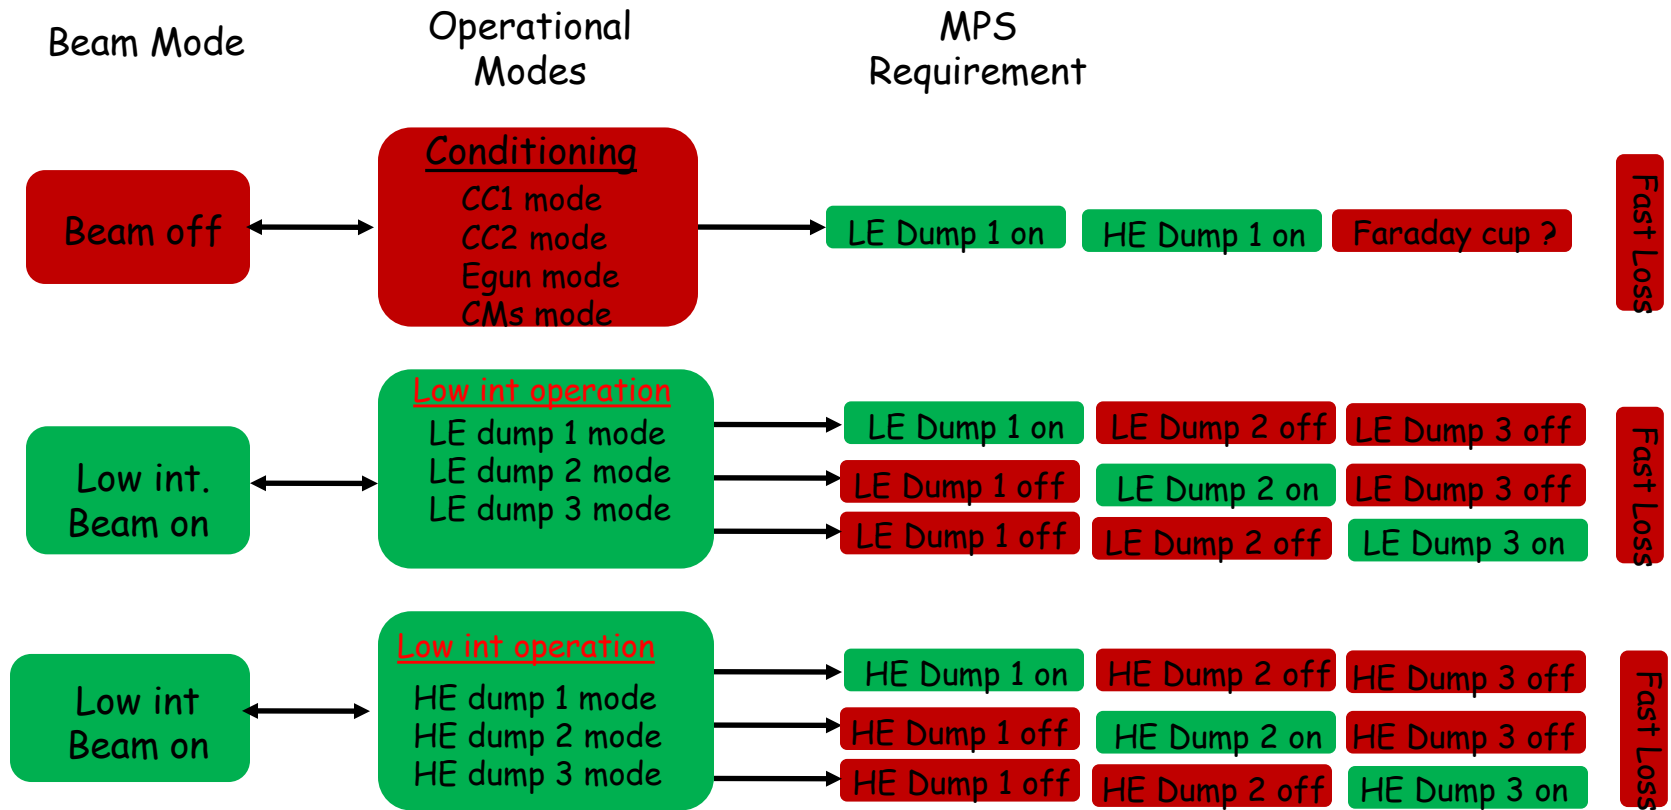 Beam Mode
Operational
Modes
MPS
Requirement
Beam off
Conditioning
CC1 mode
CC2 mode
Egun mode
CMs mode
LE Dump 1 on
HE Dump 1 on
Faraday cup ?
Fast Loss
Low int.
Beam on
Low int operation
LE dump 1 mode
LE dump 2 mode
LE dump 3 mode
LE Dump 1 on
LE Dump 2 off
LE Dump 3 off
LE Dump 1 off
LE Dump 2 on
LE Dump 3 off
LE Dump 1 off
LE Dump 2 off
LE Dump 3 on
Fast Loss
Low int
Beam on
Low int operation
HE dump 1 mode
HE dump 2 mode
HE dump 3 mode
HE Dump 1 on
HE Dump 2 off
HE Dump 3 off
HE Dump 1 off
HE Dump 2 on
HE Dump 3 off
HE Dump 1 off
HE Dump 2 off
HE Dump 3 on
Fast Loss